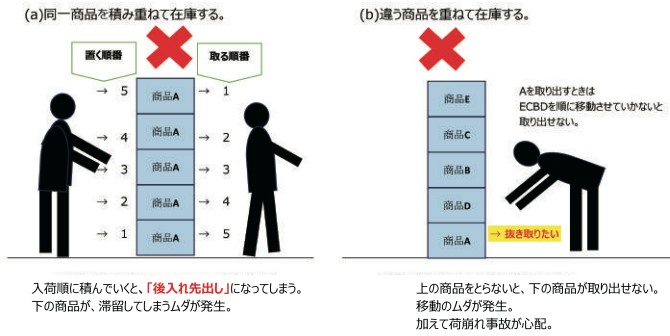 (a)同一商品を積み重ねて在庫する。
置く順番
取る順番
→ 5 商品A → 1
→ 4 商品A → 2
→ 3 商品A → 3
→ 2 商品A → 4
→ 1 商品A → 5
入荷順に積んでいくと、「後入れ先出し」になってしまう。
下の商品が、滞留してしまうムダが発生。
(b)違う商品を重ねて在庫する。
Aを取り出すときは
ECBDを順に移動させていかないと
取り出せない。
商品E
商品C
商品B
商品D
商品A → 抜き取りたい
上の商品をとらないと、下の商品が取り出せない。
移動のムダが発生。
加えて荷崩れ事故が心配。